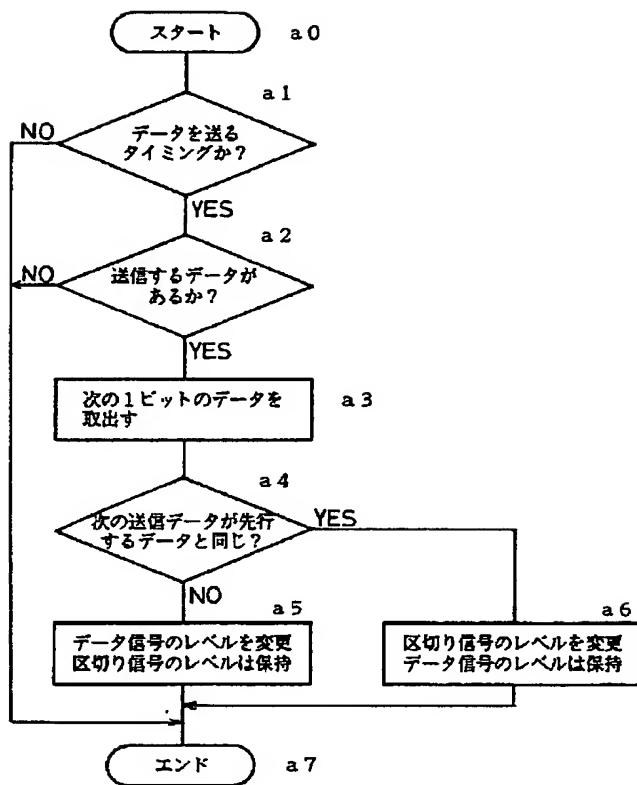 スタート
a0
a1
NO
データを送る
タイミングか?
YES
a2
NO
送信するデータが
あるか?
YES
次の1ビットのデータを
取出す
a3
a4
次の送信データが先行
するデータと同じ?
YES
NO
a5
a6
データ信号のレベルを変更
区切り信号のレベルは保持
区切り信号のレベルを変更
データ信号のレベルは保持
エンド
a7